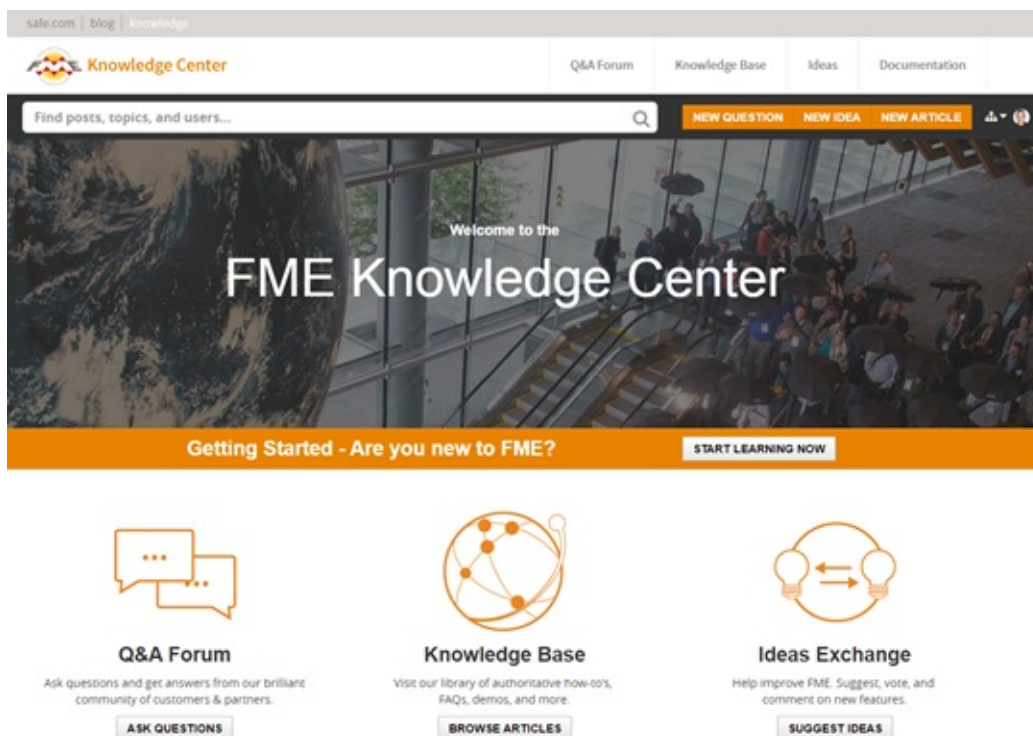 safe.com | blog | knowledge
FME Knowledge Center
Q&A Forum
Knowledge Base
Ideas
Documentation
Find posts, topics, and users...
NEW QUESTION
NEW IDEA
NEW ARTICLE
Welcome to the
FME Knowledge Center
Getting Started - Are you new to FME?
START LEARNING NOW
Q&A Forum
Ask questions and get answers from our brilliant
community of customers & partners.
ASK QUESTIONS
Knowledge Base
Visit our library of authoritative how-to's,
FAQs, demos, and more.
BROWSE ARTICLES
Ideas Exchange
Help improve FME. Suggest, vote, and
comment on new features.
SUGGEST IDEAS